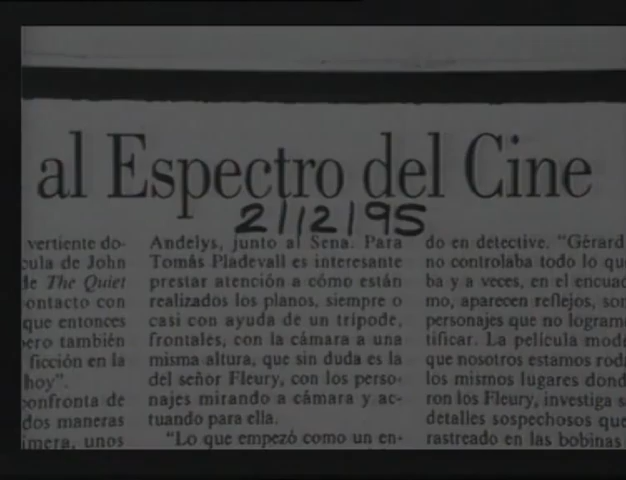 al Espectro del Cine
21/12/95
vertiente do-
cula de John
de The Quiet
contacto con
que entonces
pero también
ficción en la
hoy".
confronta de
dos maneras
imera, unos
Andelys, junto al Sena. Para
Tomás Pladevall es interesante
prestar atención a cómo están
realizados los planos, siempre o
casi con ayuda de un trípode,
frontales, con la cámara a una
misma altura, que sin duda es la
del señor Fleury, con los perso-
najes mirando a cámara y ac-
tuando para ella.
"Lo que empezó como un en-
do en detective. "Gérard
no controlaba todo lo qu
ba y a veces, en el encuad
mo, aparecen reflejos, som
personajes que no logram
tificar. La película mod
que nosotros estamos rod
los mismos lugares dond
ron los Fleury, investiga s
detalles sospechosos que
rastreado en las bobinas